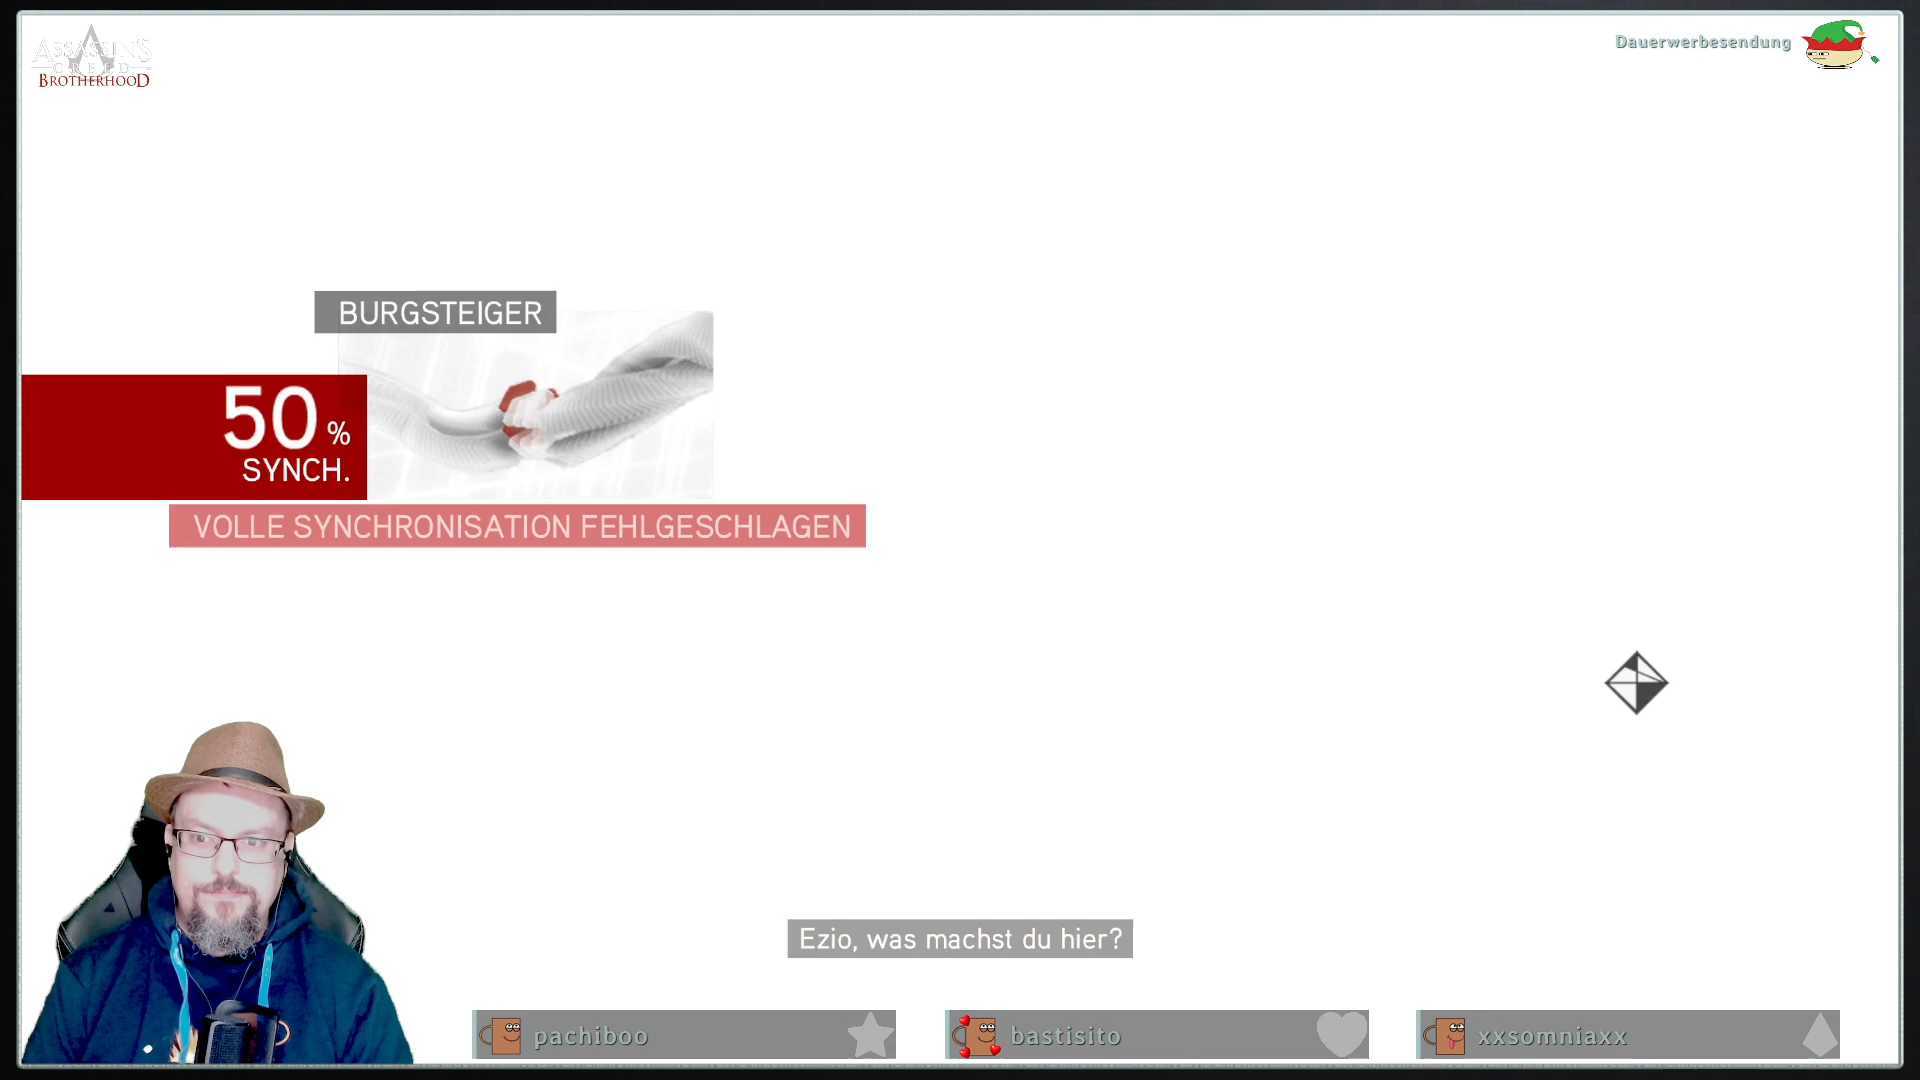 ASSASSIN'S
CREED
BROTHERHOOD
Dauerwerbesendung
BURGSTEIGER
50 %
SYNCH.
VOLLE SYNCHRONISATION FEHLGESCHLAGEN
Ezio, was machst du hier?
pachiboo
bastisito
xxsomniaxx